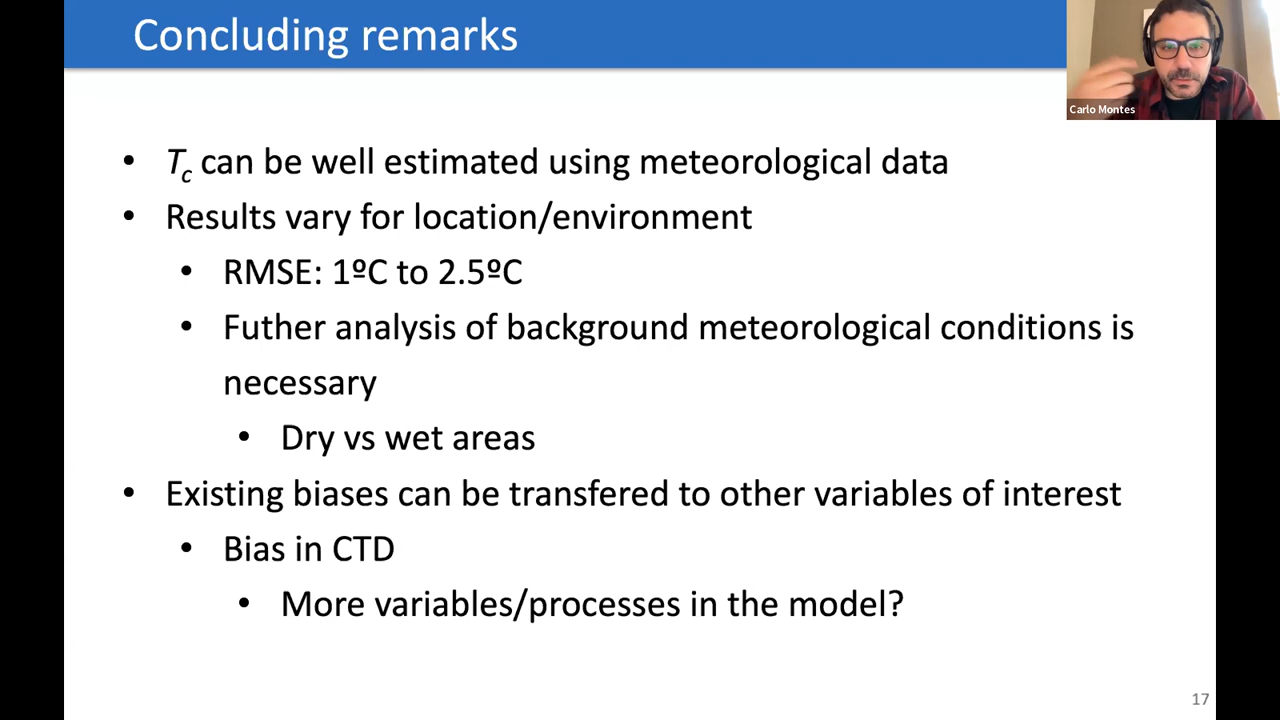 Concluding remarks
Carlo Montes
• Tc can be well estimated using meteorological data
• Results vary for location/environment
• RMSE: 1ºC to 2.5ºC
• Futher analysis of background meteorological conditions is
necessary
• Dry vs wet areas
• Existing biases can be transfered to other variables of interest
• Bias in CTD
• More variables/processes in the model?
17